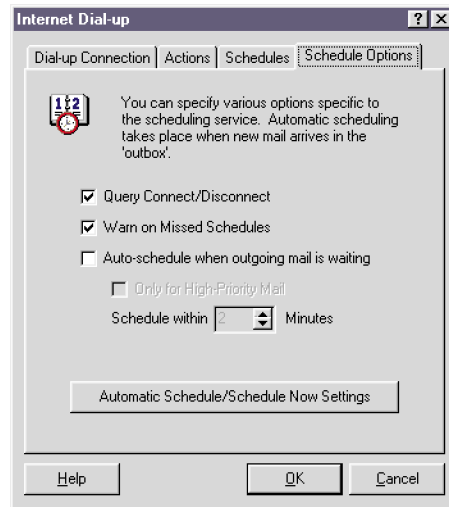 Internet Dial-up
Dial-up Connection Actions Schedules Schedule Options
You can specify various options specific to
the scheduling service. Automatic scheduling
takes place when new mail arrives in the
'outbox'.
Query Connect/Disconnect
Warn on Missed Schedules
Auto-schedule when outgoing mail is waiting
Only for High-Priority Mail
Schedule within 2 Minutes
Automatic Schedule/Schedule Now Settings
Help OK Cancel